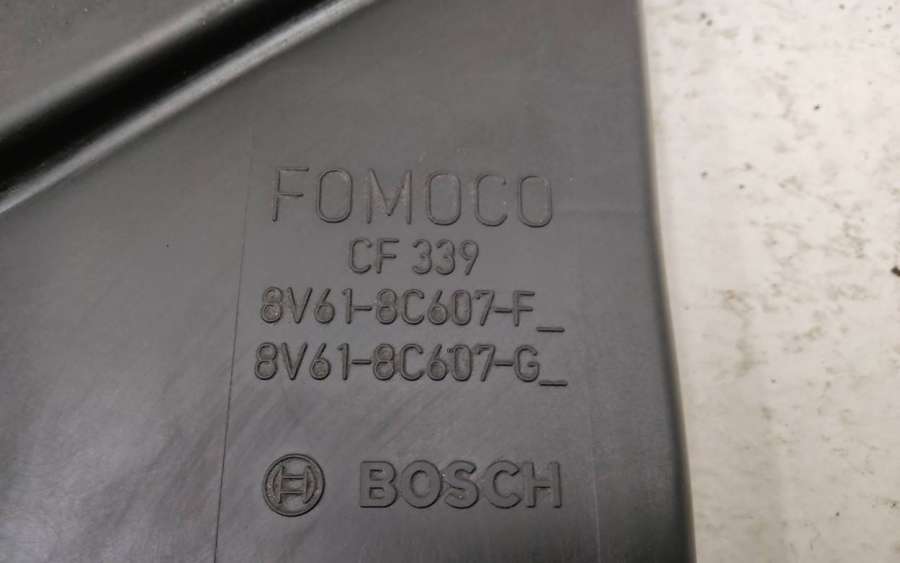 FOMOCO
CF 339
8V61-8C607-F_
8V61-8C607-G_
BOSCH